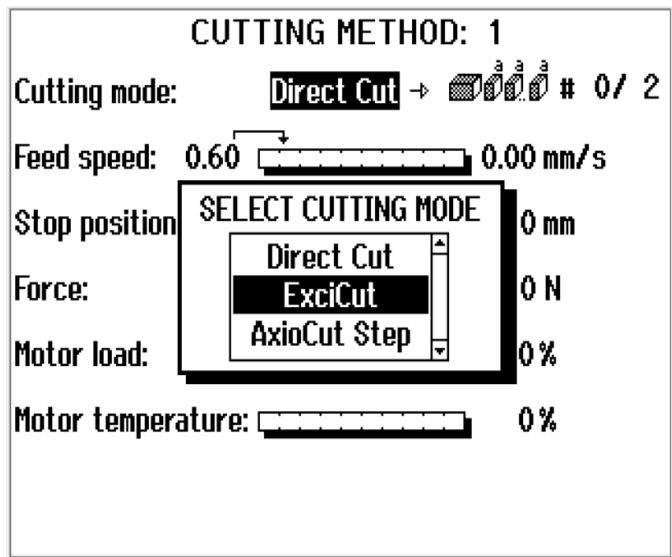 CUTTING METHOD: 1
Cutting mode: Direct Cut → a a a # 0/ 2
Feed speed: 0.60 0.00 mm/s
SELECT CUTTING MODE
Stop position 0 mm
Direct Cut
Force: ExciCut 0 N
AxioCut Step
Motor load: 0 %
Motor temperature: 0 %